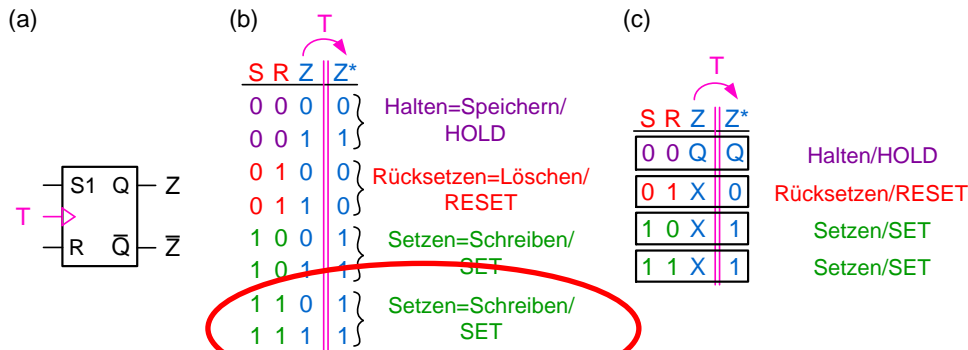 (a)
S1 Q Z
T
R Q̅ Z̅
(b)
T
S R Z Z*
0 0 0 0
0 0 1 1
Halten=Speichern/
HOLD
0 1 0 0
0 1 1 0
Rücksetzen=Löschen/
RESET
1 0 0 1
1 0 1 1
Setzen=Schreiben/
SET
1 1 0 1
1 1 1 1
Setzen=Schreiben/
SET
(c)
T
S R Z Z*
0 0 Q Q Halten/HOLD
0 1 X 0 Rücksetzen/RESET
1 0 X 1 Setzen/SET
1 1 X 1 Setzen/SET